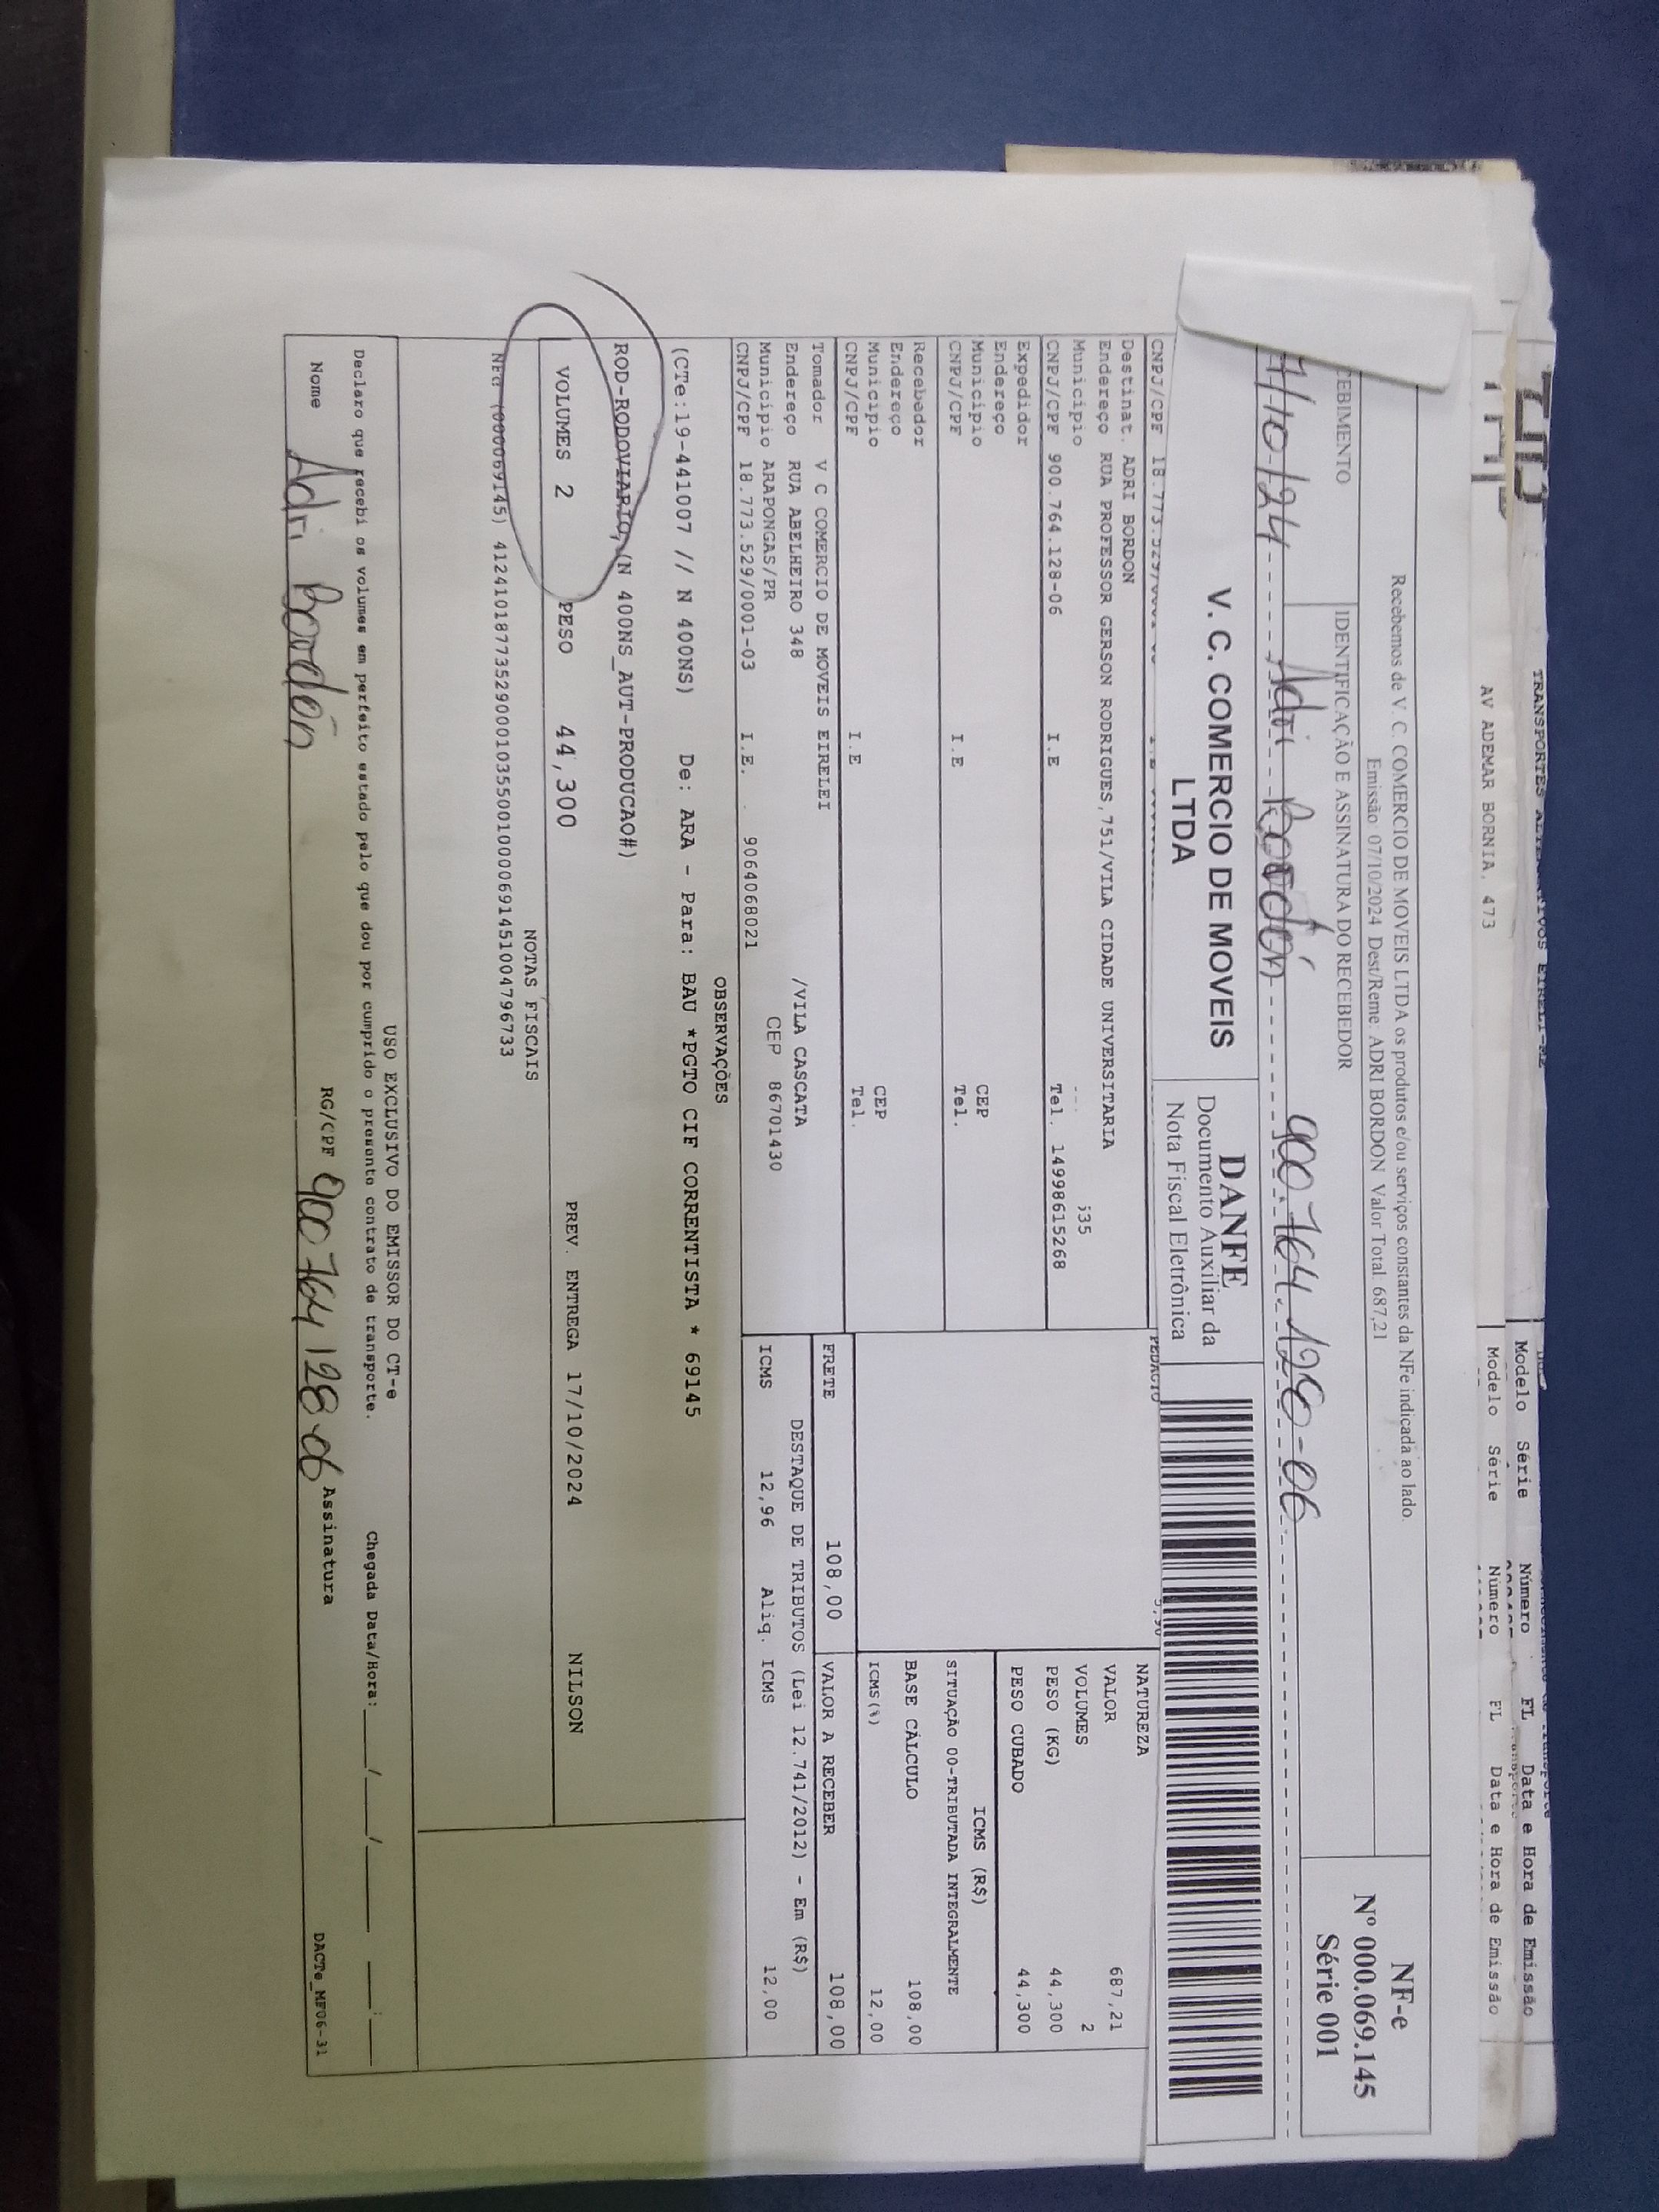 AV ADEMAR BORNIA, 473
Modelo Série Número FL Data e Hora de Emissão
Modelo Série Número FL Data e Hora de Emissão
Recebemos de V. C. COMERCIO DE MOVEIS LTDA os produtos e/ou serviços constantes da NFe indicada ao lado.
Emissão: 07/10/2024 Dest/Reme: ADRI BORDON Valor Total: 687,21
NF-e
Nº 000.069.145
Série 001
CEBIMENTO
IDENTIFICAÇÃO E ASSINATURA DO RECEBEDOR
/10/24 Adri Bordon 900 764 128-06
V. C. COMERCIO DE MOVEIS
LTDA
DANFE
Documento Auxiliar da
Nota Fiscal Eletrônica
CNPJ/CPF
Destinat. ADRI BORDON
Endereço RUA PROFESSOR GERSON RODRIGUES,751/VILA CIDADE UNIVERSITARIA
Município
CNPJ/CPF 900.764.128-06 I.E Tel. 14998615268
Expedidor
Endereço
Município CEP
CNPJ/CPF I.E Tel.
Recebedor
Endereço
Município CEP
CNPJ/CPF I.E Tel.
NATUREZA
VALOR 687,21
VOLUMES 2
PESO (KG) 44,300
PESO CUBADO 44,300
ICMS (R$)
SITUAÇÃO 00-TRIBUTADA INTEGRALMENTE
BASE CÁLCULO 108,00
ICMS(%) 12,00
Tomador V C COMERCIO DE MOVEIS EIRELEI
Endereço RUA ABELHEIRO 348 /VILA CASCATA
Município ARAPONGAS/PR CEP 86701430
CNPJ/CPF 18.773.529/0001-03 I.E. 9064068021
FRETE 108,00 VALOR A RECEBER 108,00
DESTAQUE DE TRIBUTOS (Lei 12.741/2012) - Em (R$)
ICMS 12,96 Aliq. ICMS 12,00
OBSERVAÇÕES
(CTe:19-441007 // N 400NS) De: ARA - Para: BAU *PGTO CIF CORRENTISTA * 69145
ROD-RODOVIARIO, (N 400NS_AUT-PRODUCAO#)
VOLUMES 2 PESO 44,300 PREV. ENTREGA 17/10/2024 NILSON
NOTAS FISCAIS
(000069145) 41241018773529000103550010000691451004796733
USO EXCLUSIVO DO EMISSOR DO CT-e
Declaro que recebi os volumes em perfeito estado pelo que dou por cumprido o presente contrato de transporte. Chegada Data/Hora: ____/____/______ ____:____
Nome Adri Bordon RG/CPF 900 764 128-06 Assinatura
DACTe_MF06-31